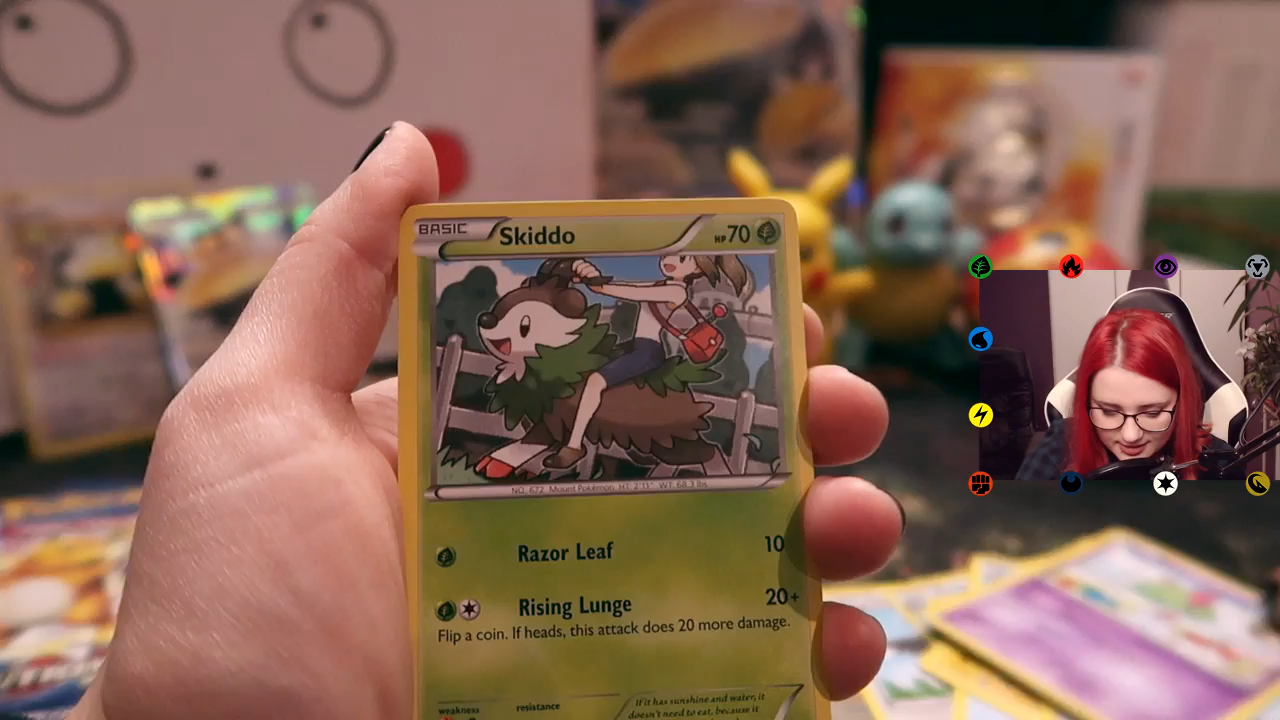 BASIC Skiddo HP 70
NO. 672 Mount Pokémon HT: 2'11" WT: 68.3 lbs.
Razor Leaf 10
Rising Lunge 20+
Flip a coin. If heads, this attack does 20 more damage.
weakness resistance
If it has sunshine and water, it
doesn't need to eat, because it